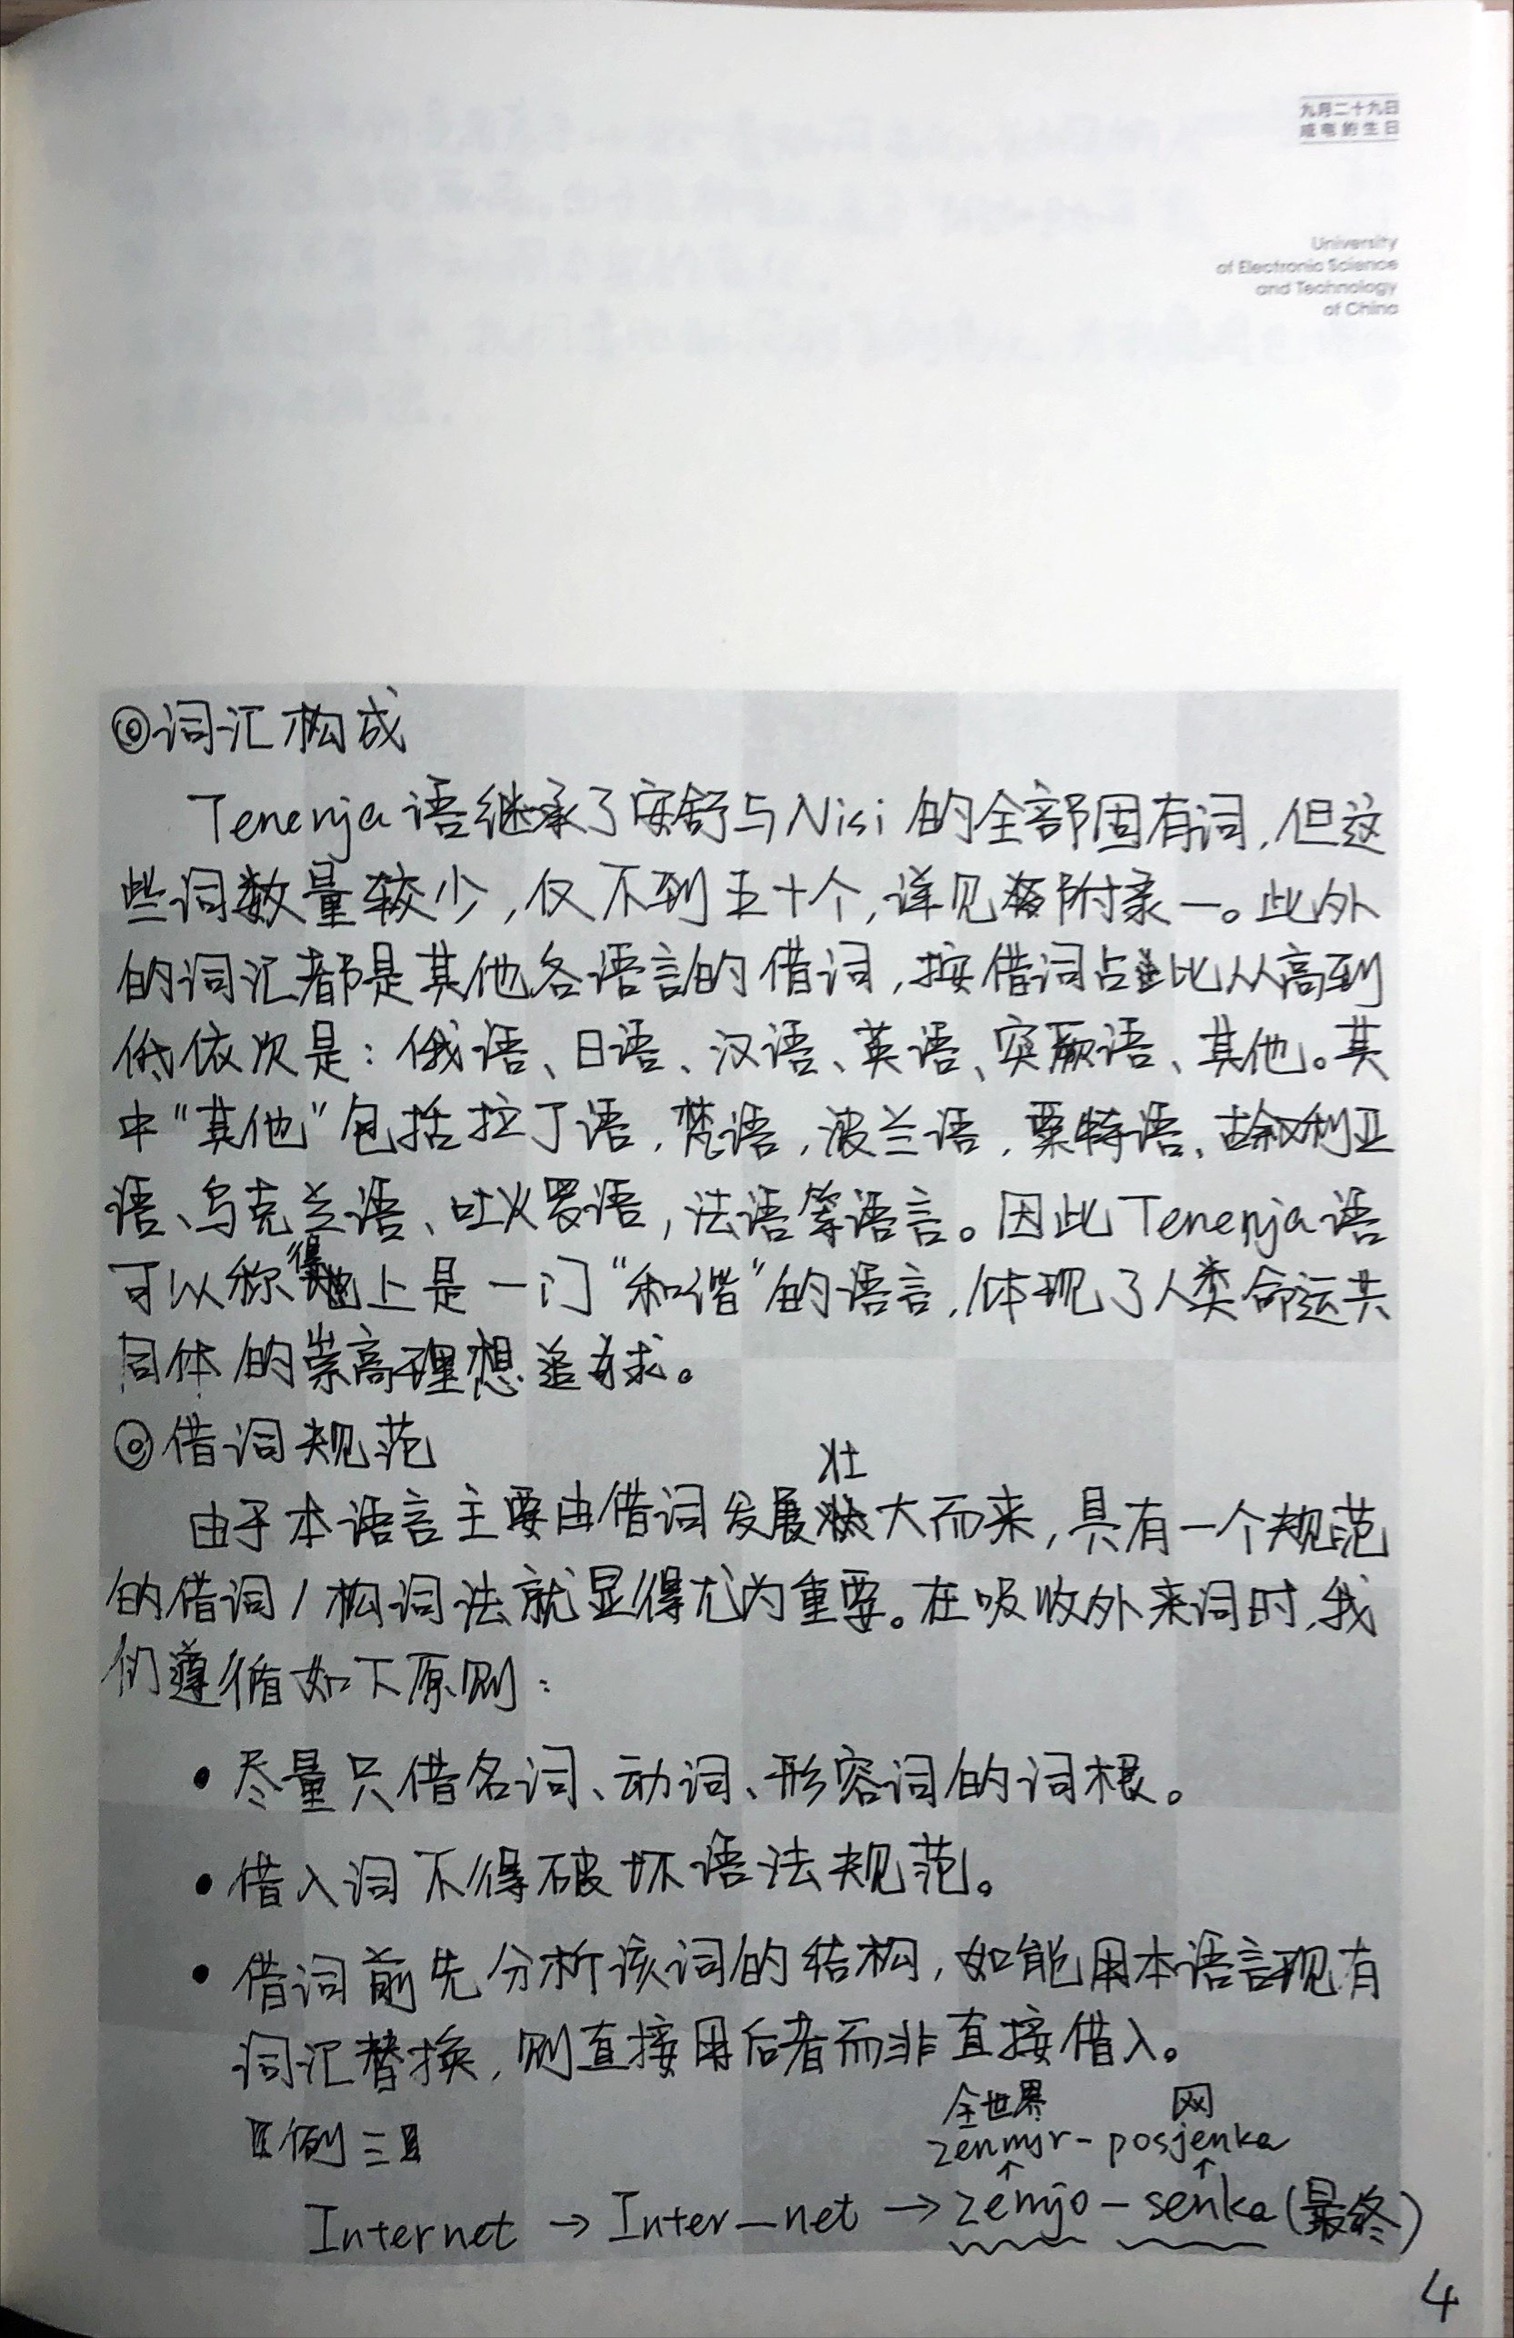 九月二十九日
成电的生日
University
of Electronic Science
and Technology
of China
◎词汇构成
Tenenja语继承了安舒与Nisi的全部固有词,但这
些词数量较少,仅不到五十个,详见附录一。此外
的词汇都是其他各语言的借词,按借词占比从高到
低依次是:俄语、日语、汉语、英语、突厥语、其他。其
中"其他"包括拉丁语,梵语,波兰语,粟特语、古叙利亚
语、乌克兰语、吐火罗语,法语等语言。因此Tenenja语
可以称得上是一门"和谐"的语言,体现了人类命运共
同体的崇高理想追求。
◎借词规范
由于本语言主要由借词发展壮大而来,具有一个规范
的借词/构词法就显得尤为重要。在吸收外来词时,我
们遵循如下原则:
•尽量只借名词、动词、形容词的词根。
•借入词不得破坏语法规范。
•借词前先分析该词的结构,如能用本语言现有
词汇替换,则直接用后者而非直接借入。
【例三】
全世界 网
zenmjr-posjenka
↑ ↑
Internet → Inter—net → zemjo—senka(最终)
4